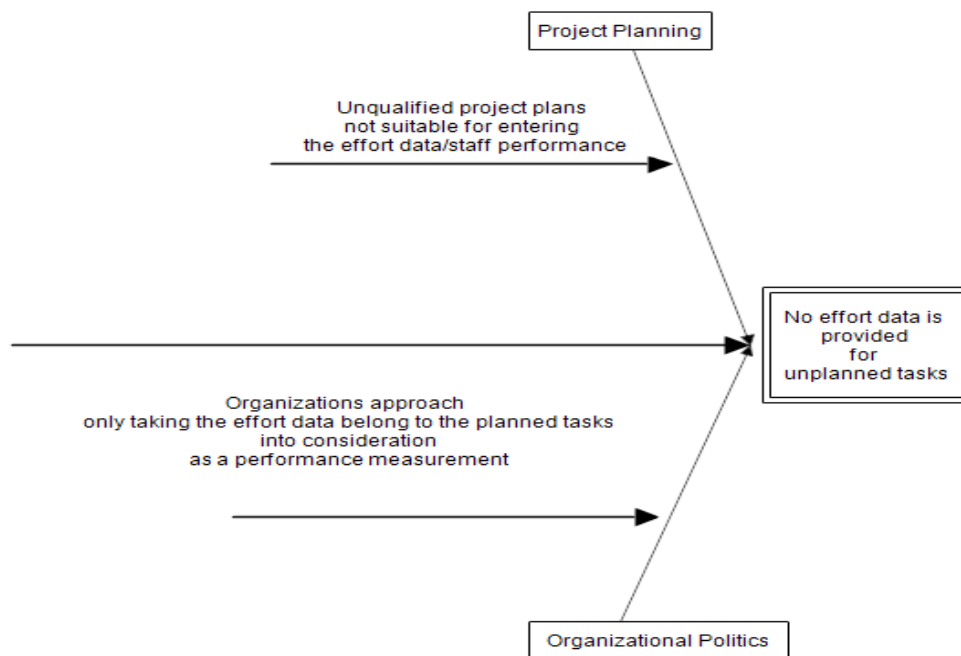 Project Planning
Unqualified project plans
not suitable for entering
the effort data/staff performance
No effort data is
provided
for
unplanned tasks
Organizations approach
only taking the effort data belong to the planned tasks
into consideration
as a performance measurement
Organizational Politics